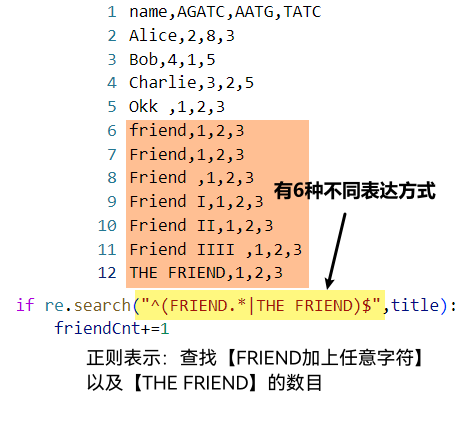 1 name,AGATC,AATG,TATC
2 Alice,2,8,3
3 Bob,4,1,5
4 Charlie,3,2,5
5 Okk ,1,2,3
6 friend,1,2,3
7 Friend,1,2,3
8 Friend ,1,2,3
9 Friend I,1,2,3
10 Friend II,1,2,3
11 Friend IIII ,1,2,3
12 THE FRIEND,1,2,3
有6种不同表达方式
if re.search("^(FRIEND.*|THE FRIEND)$",title):
friendCnt+=1
正则表示：查找【FRIEND加上任意字符】
以及【THE FRIEND】的数目